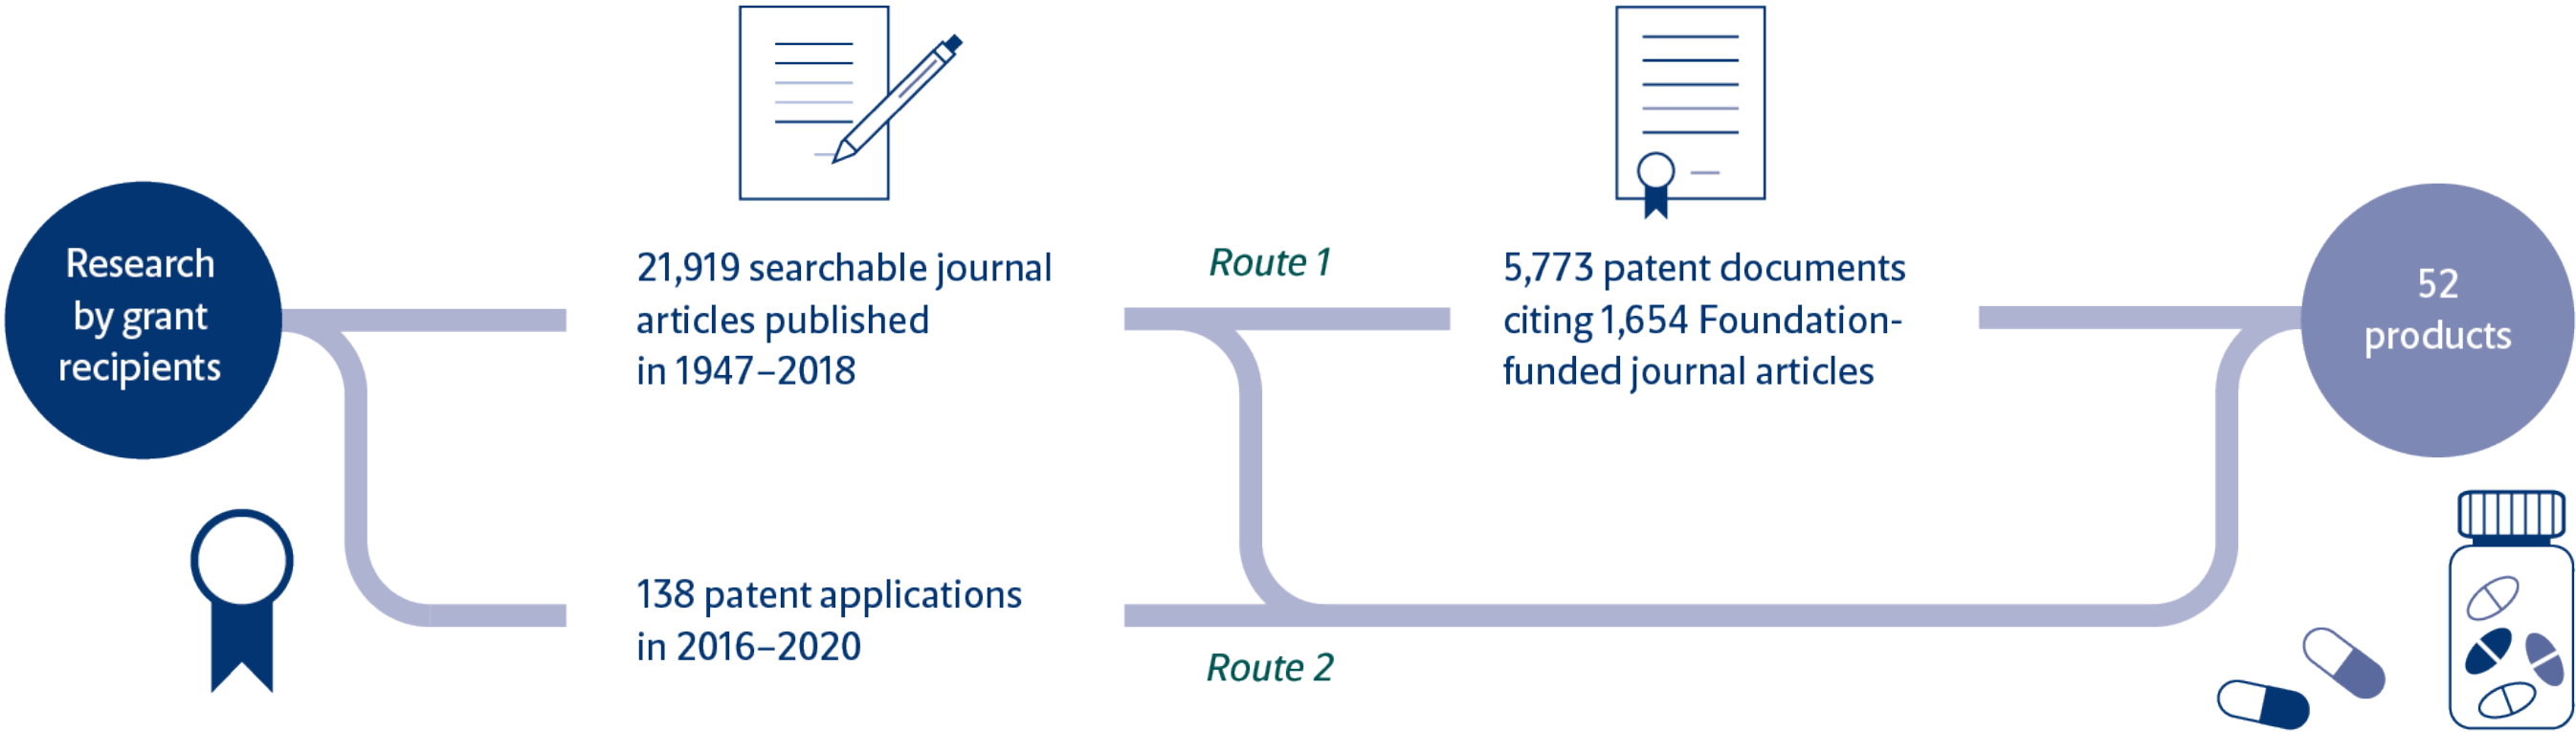 Research
by grant
recipients
21,919 searchable journal
articles published
in 1947–2018
Route 1
5,773 patent documents
citing 1,654 Foundation-
funded journal articles
52
products
138 patent applications
in 2016–2020
Route 2